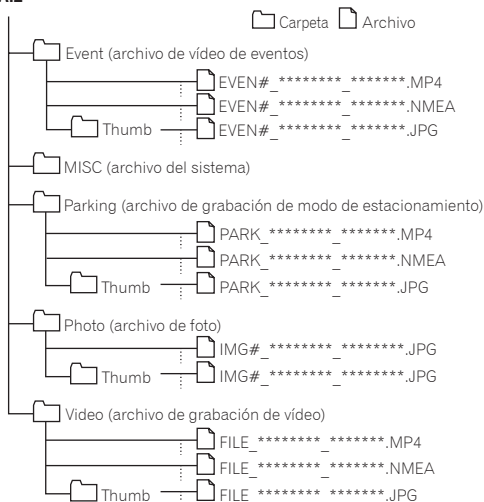 Carpeta Archivo
Event (archivo de vídeo de eventos)
EVEN#_********_*******.MP4
EVEN#_********_*******.NMEA
Thumb EVEN#_********_*******.JPG
MISC (archivo del sistema)
Parking (archivo de grabación de modo de estacionamiento)
PARK_********_*******.MP4
PARK_********_*******.NMEA
Thumb PARK_********_*******.JPG
Photo (archivo de foto)
IMG#_********_*******.JPG
Thumb IMG#_********_*******.JPG
Video (archivo de grabación de vídeo)
FILE_********_*******.MP4
FILE_********_*******.NMEA
Thumb FILE_********_*******.JPG